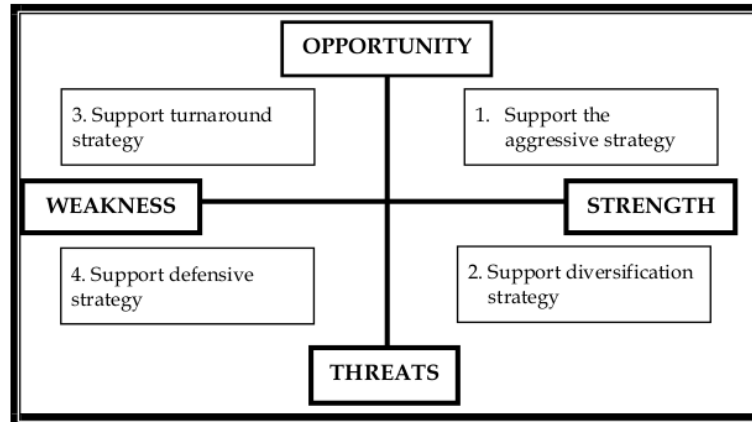 OPPORTUNITY
3. Support turnaround
strategy
1. Support the
aggressive strategy
WEAKNESS
STRENGTH
4. Support defensive
strategy
2. Support diversification
strategy
THREATS